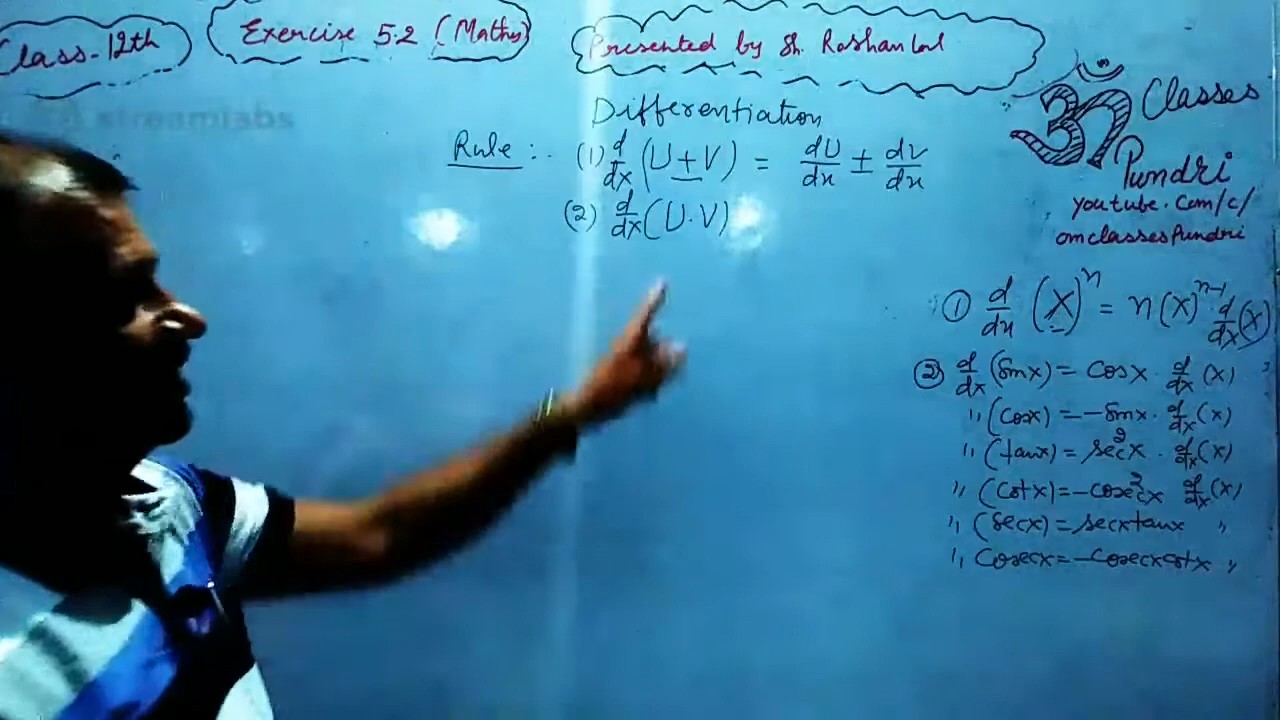 Class-12th
Exercise 5.2 (Maths)
Presented by Sh. Roshan Lal
streamlabs
Differentiation
Rule :- (1) d/dx (U ± V) = dU/dx ± dV/dx
(2) d/dx (U.V)
ॐ Classes
Pundri
youtube.com/c/
omclassesPundri
① d/dx (x)^n = n(x)^n-1 d/dx (x)
② d/dx (Sinx) = Cosx . d/dx (x)
" (Cosx) = -Sinx . d/dx (x)
" (tanx) = sec²x . d/dx (x)
" (Cotx) = -Cosec²x d/dx (x)
" (Secx) = secxtanx "
" Cosecx = -Cosecxcotx "